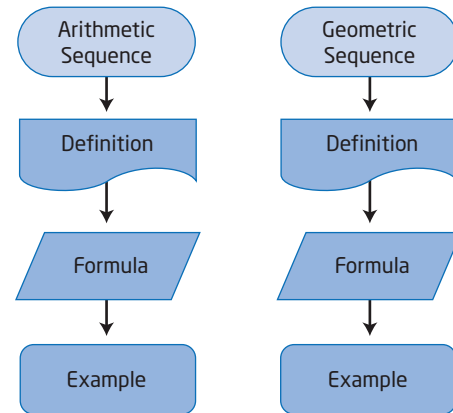 Arithmetic
Sequence
Definition
Formula
Example
Geometric
Sequence
Definition
Formula
Example